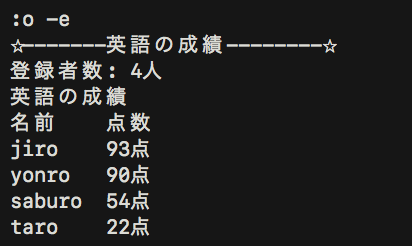 :o -e
☆-------英語の成績--------☆
登録者数: 4人
英語の成績
名前 点数
jiro 93点
yonro 90点
saburo 54点
taro 22点